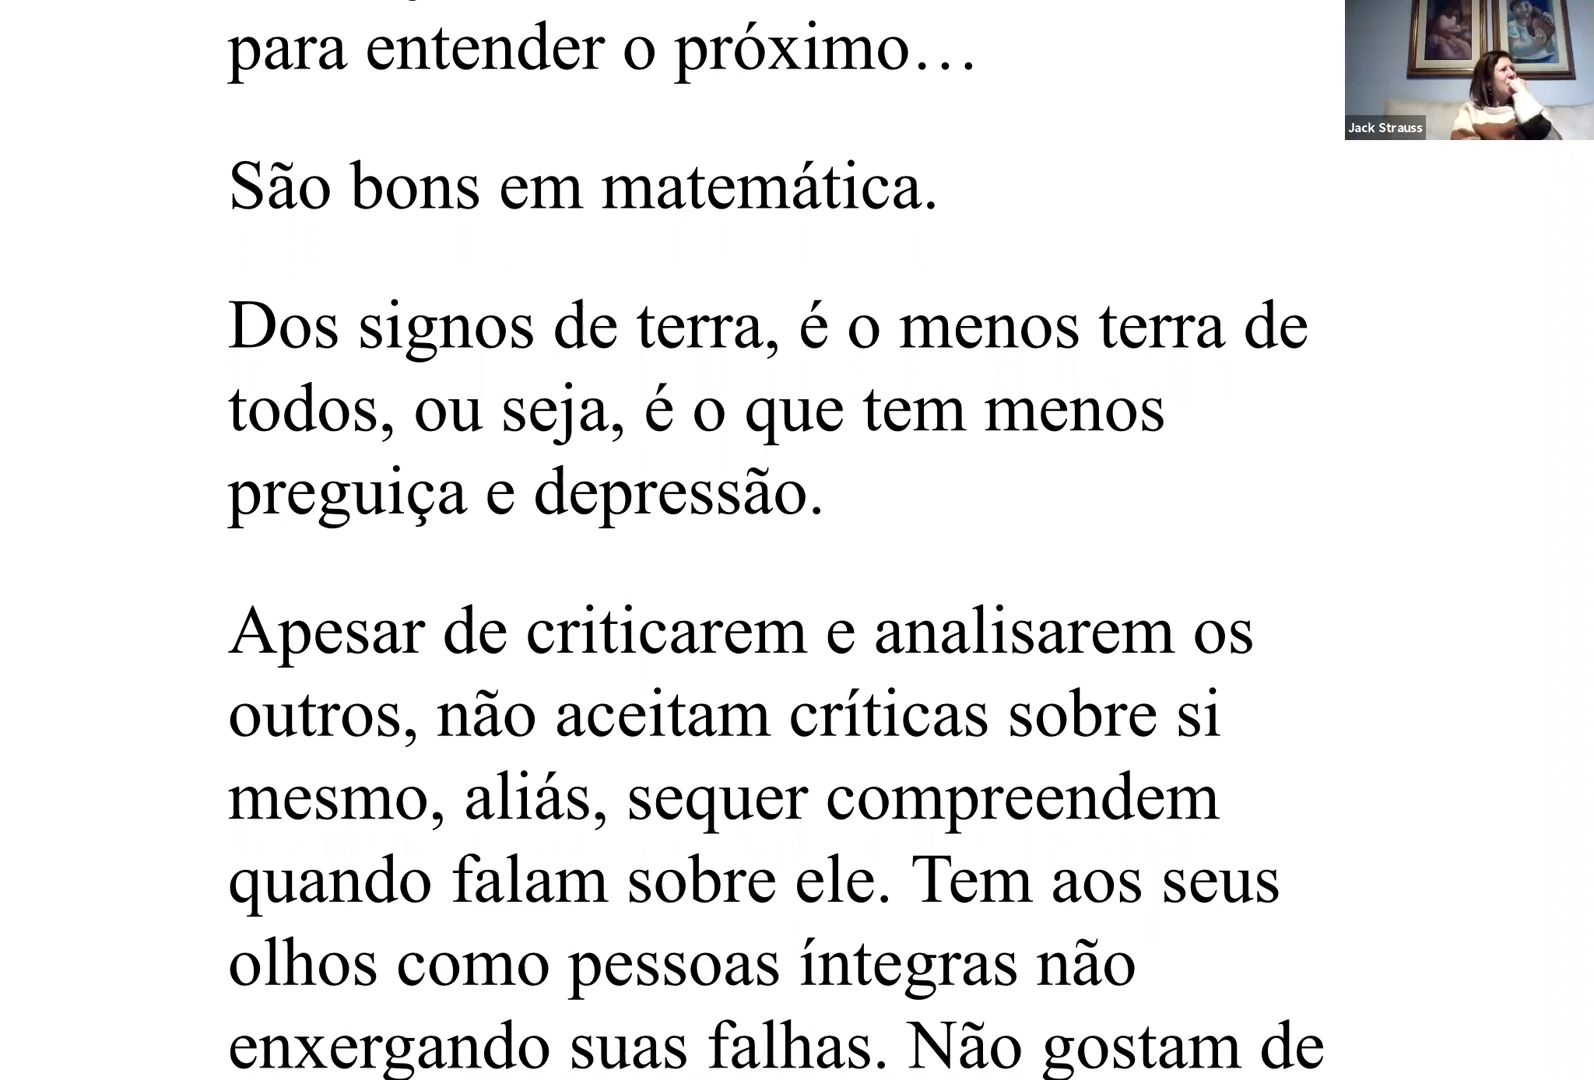 para entender o próximo…
São bons em matemática.
Dos signos de terra, é o menos terra de
todos, ou seja, é o que tem menos
preguiça e depressão.
Apesar de criticarem e analisarem os
outros, não aceitam críticas sobre si
mesmo, aliás, sequer compreendem
quando falam sobre ele. Tem aos seus
olhos como pessoas íntegras não
enxergando suas falhas. Não gostam de
Jack Strauss